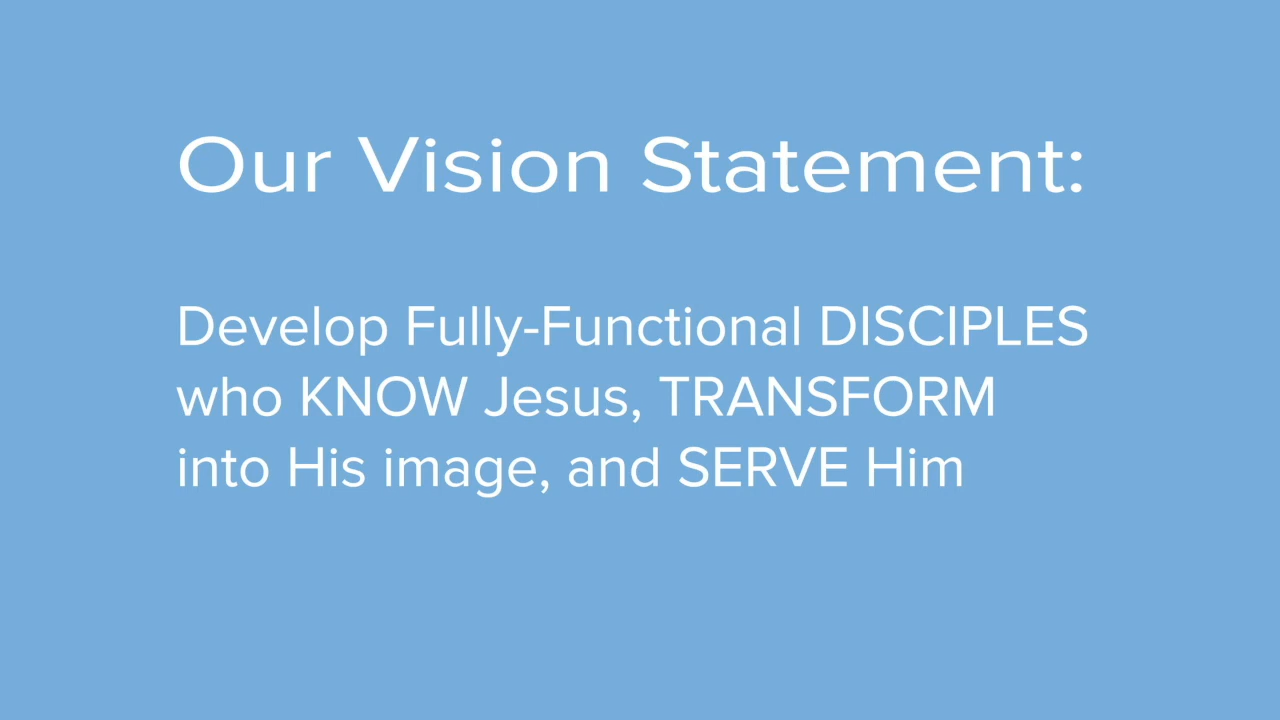 Our Vision Statement:
Develop Fully-Functional DISCIPLES
who KNOW Jesus, TRANSFORM
into His image, and SERVE Him